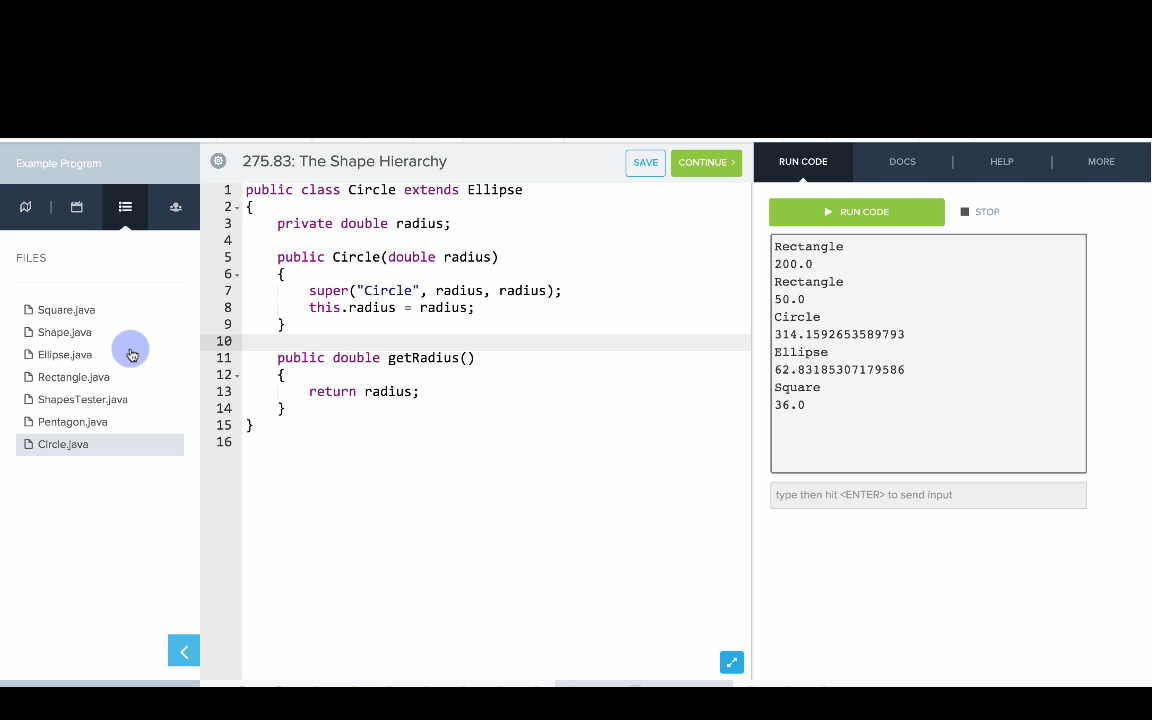 Example Program
275.83: The Shape Hierarchy
SAVE
CONTINUE >
RUN CODE
DOCS
HELP
MORE
FILES
Square.java
Shape.java
Ellipse.java
Rectangle.java
ShapesTester.java
Pentagon.java
Circle.java
1 public class Circle extends Ellipse
2 {
3 private double radius;
4
5 public Circle(double radius)
6 {
7 super("Circle", radius, radius);
8 this.radius = radius;
9 }
10
11 public double getRadius()
12 {
13 return radius;
14 }
15 }
16
RUN CODE
STOP
Rectangle
200.0
Rectangle
50.0
Circle
314.1592653589793
Ellipse
62.83185307179586
Square
36.0
type then hit <ENTER> to send input